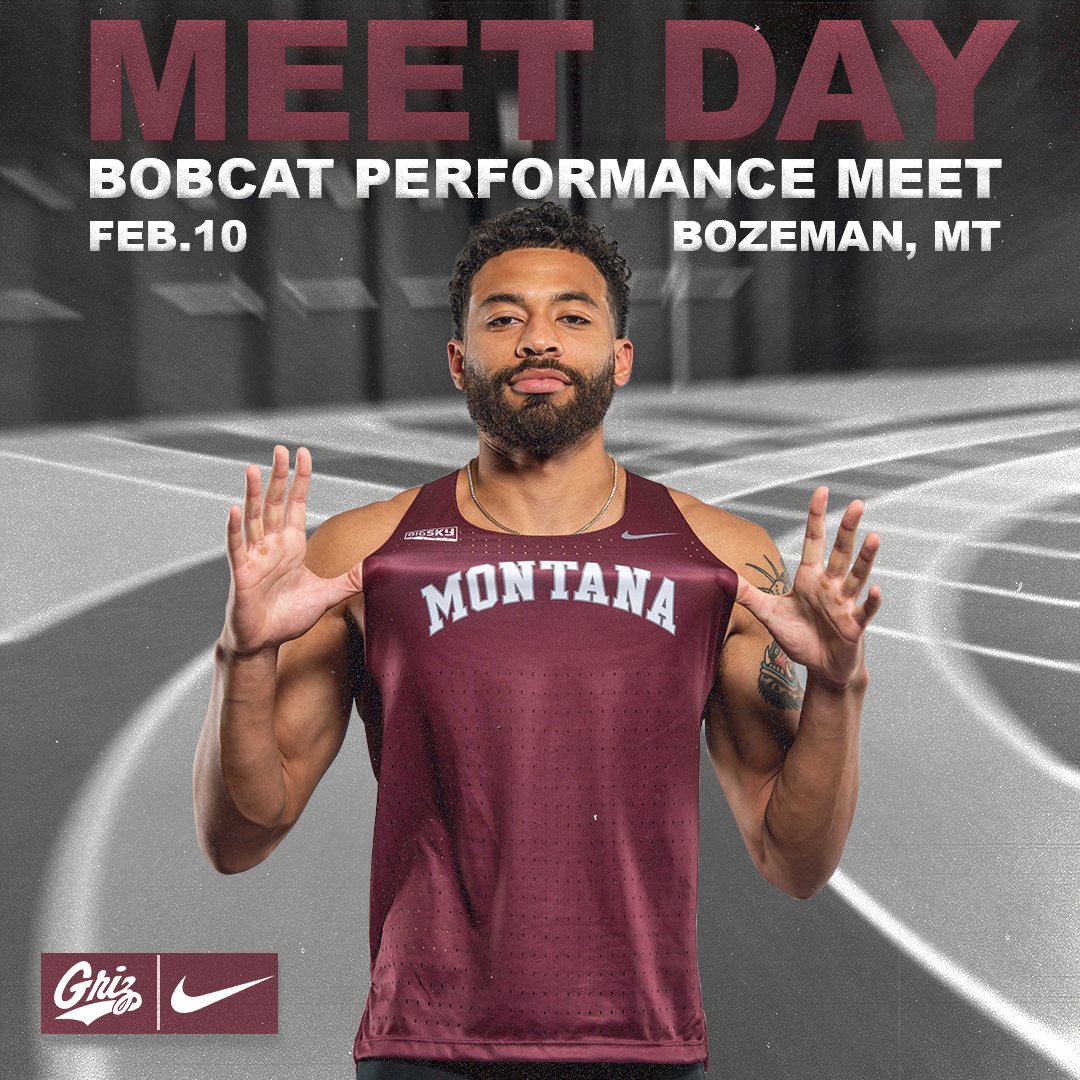 MEET DAY
BOBCAT PERFORMANCE MEET
FEB.10 BOZEMAN, MT
BIG SKY
MONTANA
Griz